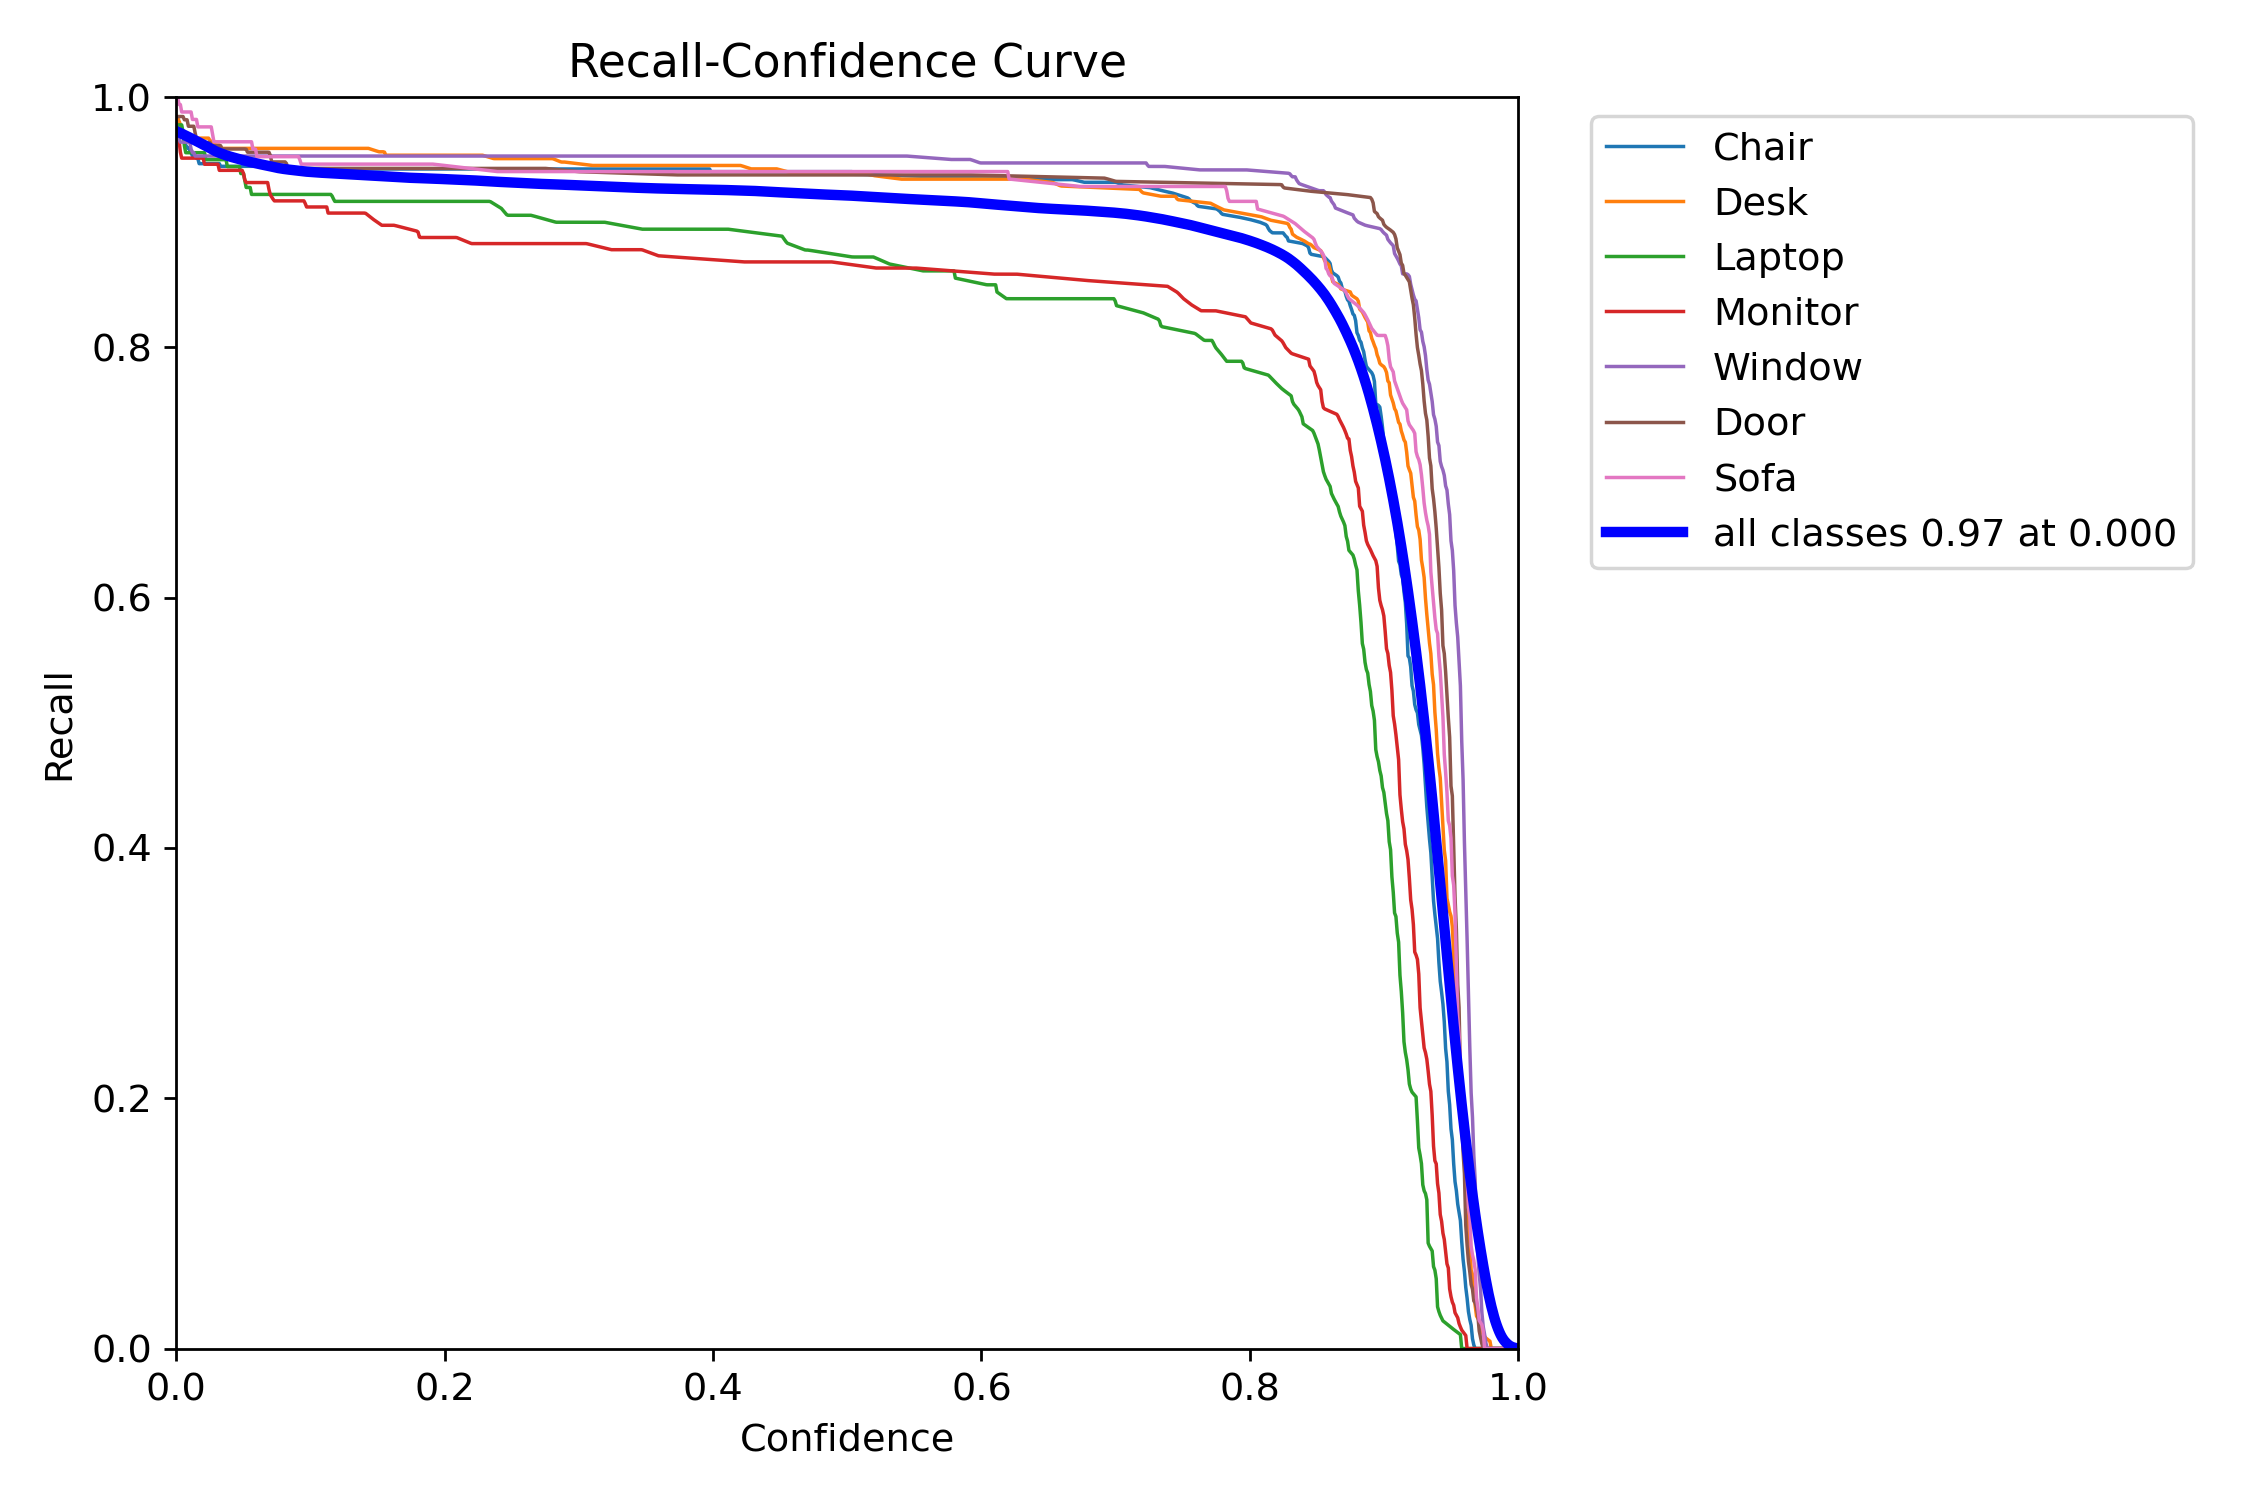 Recall-Confidence Curve
1.0
0.8
0.6
0.4
0.2
0.0
Recall
0.0 0.2 0.4 0.6 0.8 1.0
Confidence
Chair
Desk
Laptop
Monitor
Window
Door
Sofa
all classes 0.97 at 0.000